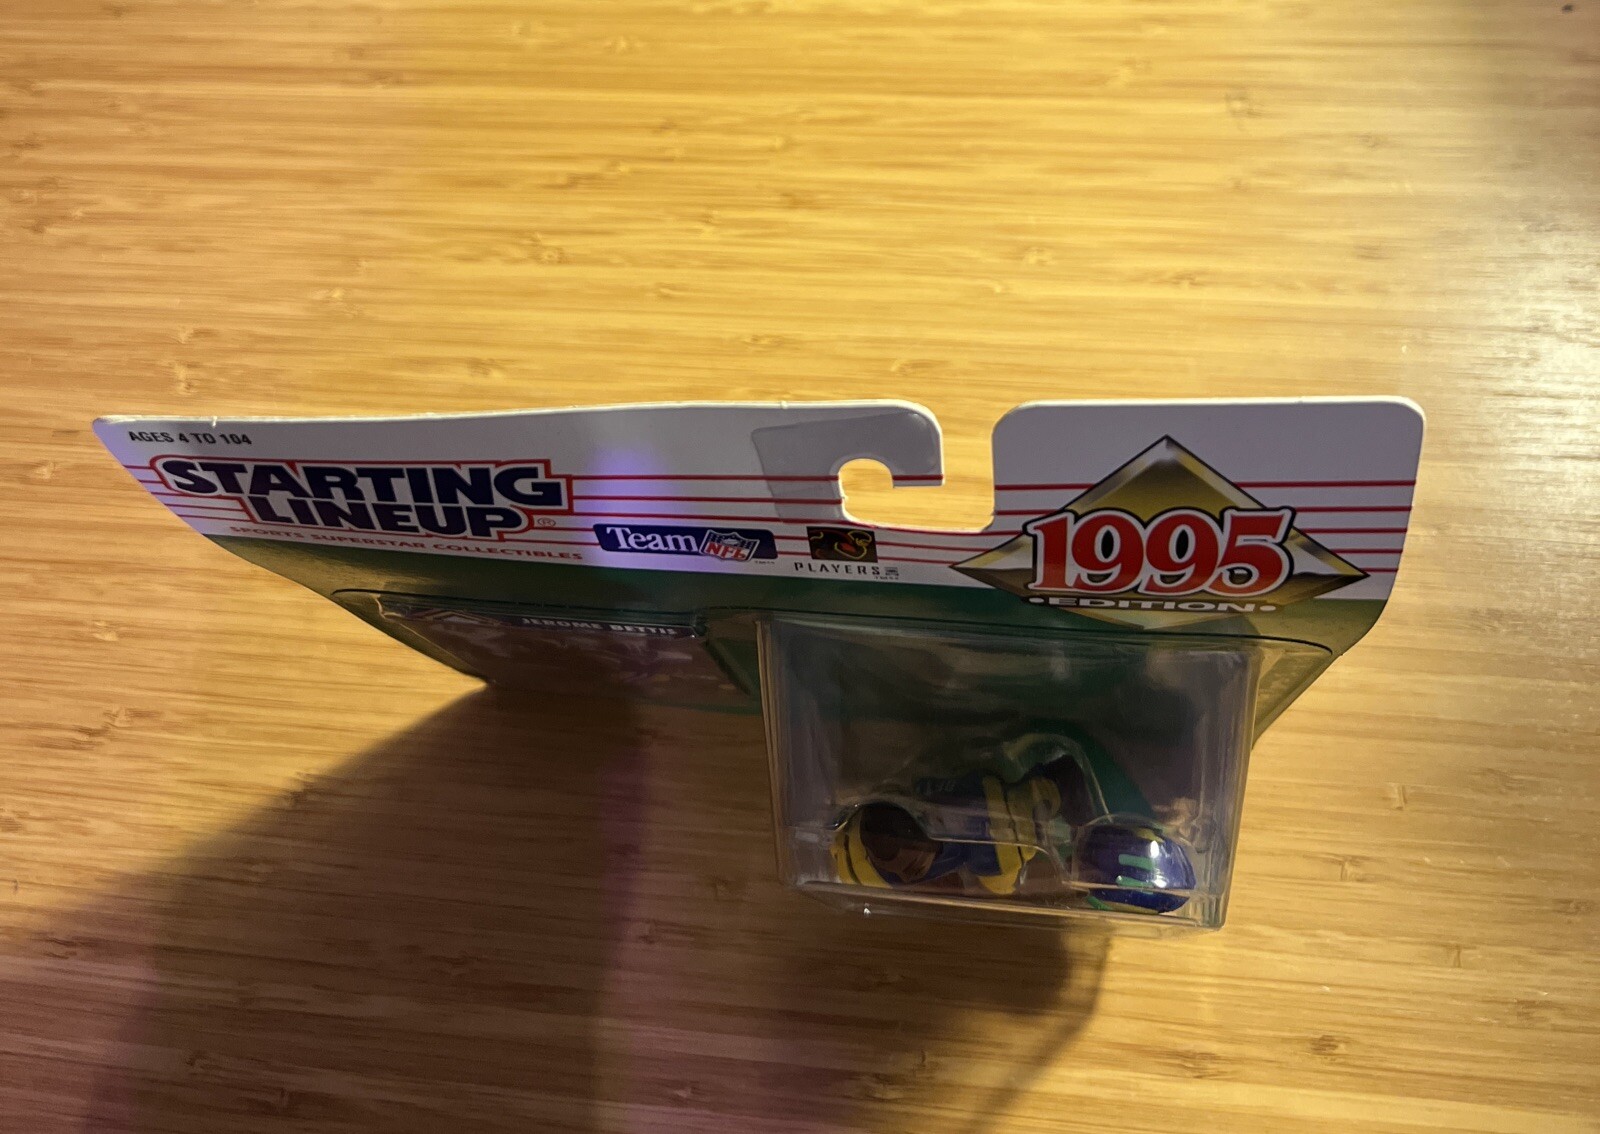 AGES 4 TO 104
STARTING
LINEUP®
SPORTS SUPERSTAR COLLECTIBLES
Team NFL
PLAYERS
1995
•EDITION•
JEROME BETTIS